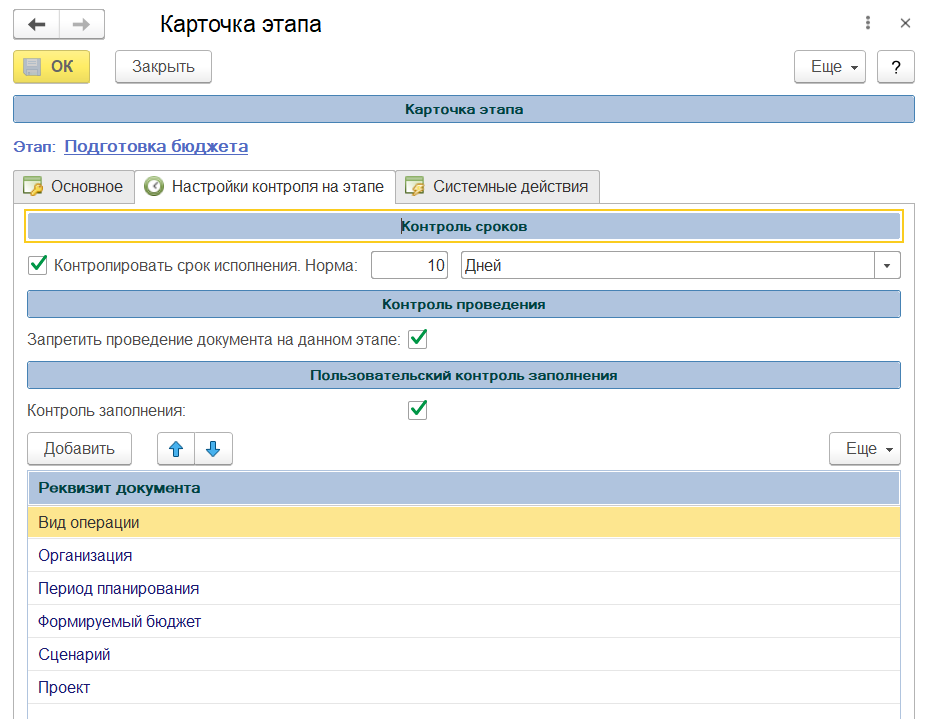 Карточка этапа
ОК Закрыть Еще ?
Карточка этапа
Этап: Подготовка бюджета
Основное Настройки контроля на этапе Системные действия
Контроль сроков
Контролировать срок исполнения. Норма: 10 Дней
Контроль проведения
Запретить проведение документа на данном этапе:
Пользовательский контроль заполнения
Контроль заполнения:
Добавить Еще
Реквизит документа
Вид операции
Организация
Период планирования
Формируемый бюджет
Сценарий
Проект